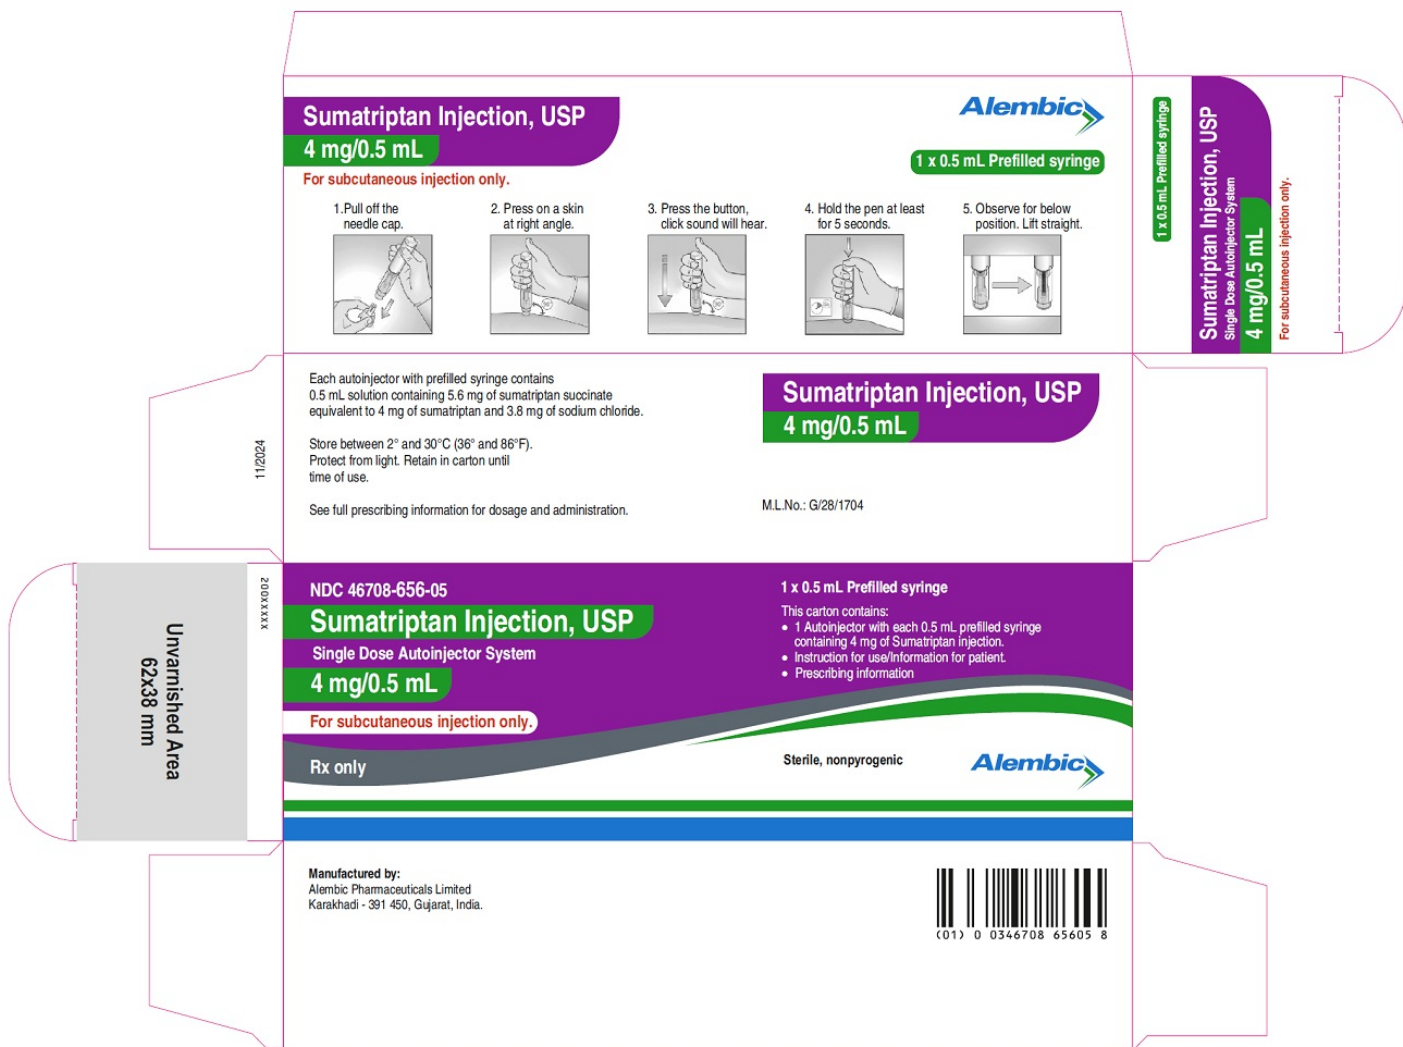 Sumatriptan Injection, USP
4 mg/0.5 mL
For subcutaneous injection only.
Alembic
1 x 0.5 mL Prefilled syringe
1.Pull off the
needle cap.
2. Press on a skin
at right angle.
3. Press the button,
click sound will hear.
4. Hold the pen at least
for 5 seconds.
5. Observe for below
position. Lift straight.
1 x 0.5 mL Prefilled syringe
Sumatriptan Injection, USP
Single Dose Autoinjector System
4 mg/0.5 mL
For subcutaneous injection only.
Each autoinjector with prefilled syringe contains
0.5 mL solution containing 5.6 mg of sumatriptan succinate
equivalent to 4 mg of sumatriptan and 3.8 mg of sodium chloride.
Store between 2° and 30°C (36° and 86°F).
Protect from light. Retain in carton until
time of use.
See full prescribing information for dosage and administration.
Sumatriptan Injection, USP
4 mg/0.5 mL
M.L.No.: G/28/1704
11/2024
Unvarnished Area
62x38 mm
200XXXXX
NDC 46708-656-05
Sumatriptan Injection, USP
Single Dose Autoinjector System
4 mg/0.5 mL
For subcutaneous injection only.
Rx only
1 x 0.5 mL Prefilled syringe
This carton contains:
● 1 Autoinjector with each 0.5 mL prefilled syringe
containing 4 mg of Sumatriptan injection.
● Instruction for use/Information for patient.
● Prescribing information
Sterile, nonpyrogenic
Alembic
Manufactured by:
Alembic Pharmaceuticals Limited
Karakhadi - 391 450, Gujarat, India.
(01) 0 0346708 65605 8